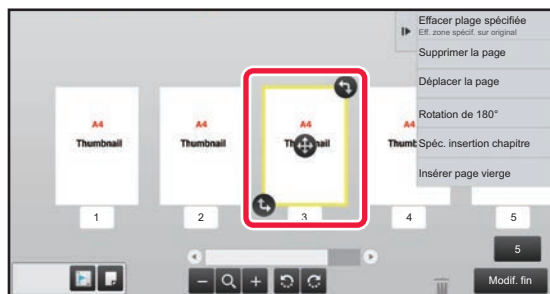 Effacer plage spécifiée
Eff. zone spécif. sur original
Supprimer la page
Déplacer la page
Rotation de 180°
Spéc. insertion chapitre
Insérer page vierge
A4
Thumbnail
A4
Thumbnail
A4
Th nail
A4
Thumb
1
2
3
4
5
5
Modif. fin